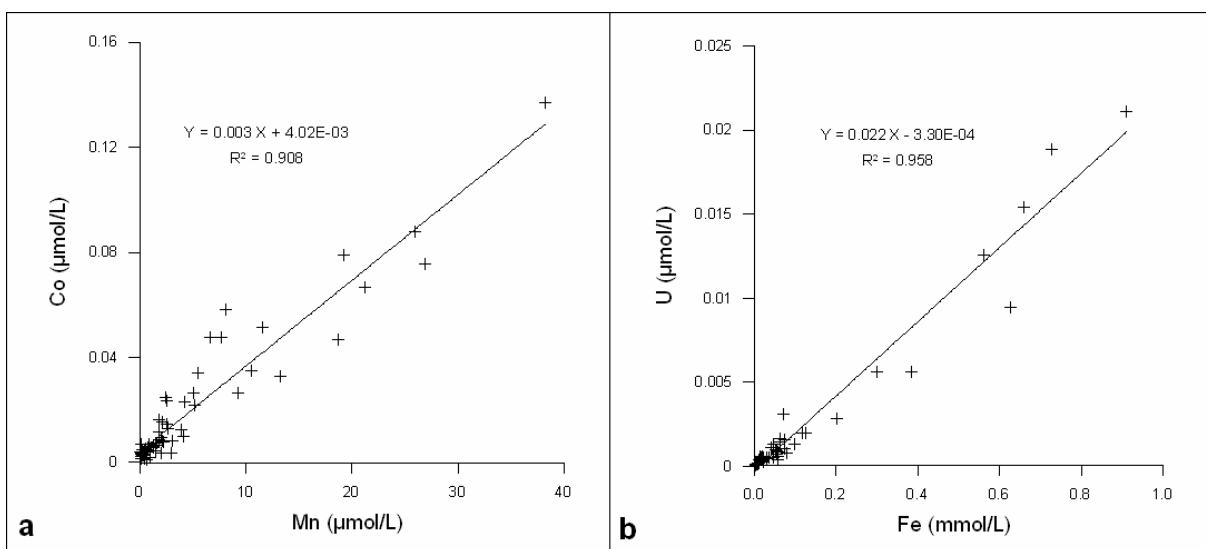 0.16
0.12
0.08
0.04
0
Co (µmol/L)
Y = 0.003 X + 4.02E-03
R² = 0.908
0
10
20
30
40
Mn (µmol/L)
a
0.025
0.02
0.015
0.01
0.005
0
U (µmol/L)
Y = 0.022 X - 3.30E-04
R² = 0.958
0.0
0.2
0.4
0.6
0.8
1.0
Fe (mmol/L)
b